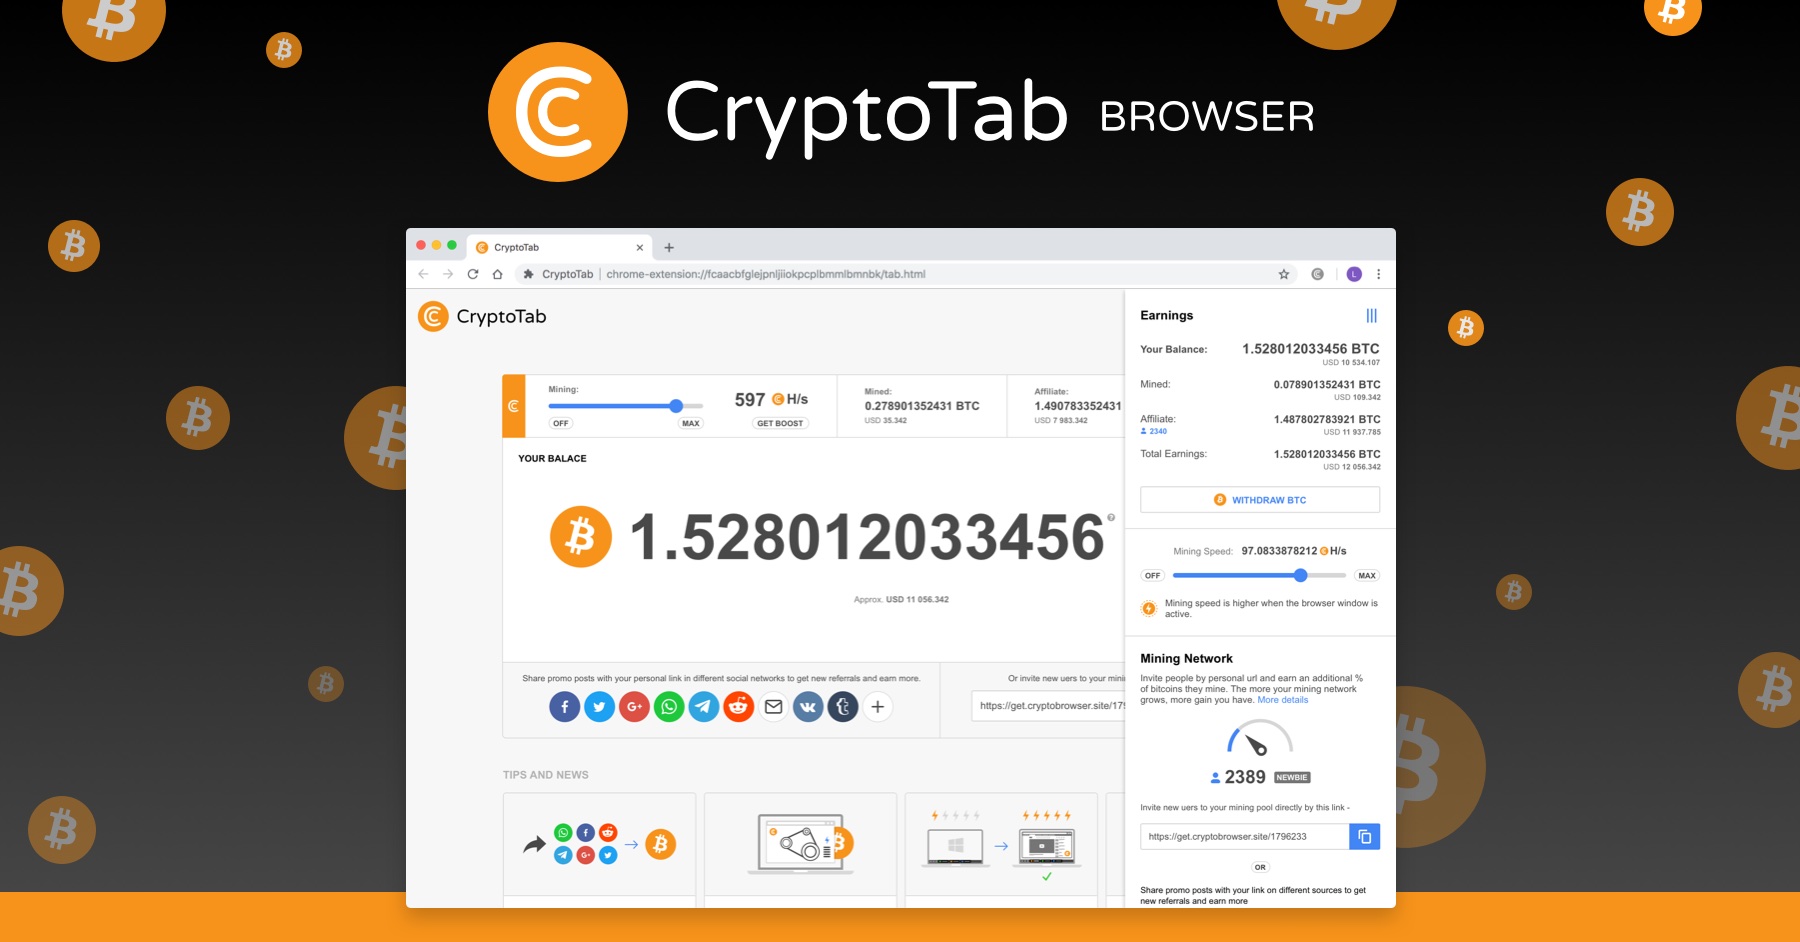 CryptoTab BROWSER
CryptoTab
CryptoTab | chrome-extension://fcaacbfglejpnljiiokpcplbmmlbmnbk/tab.html
L
CryptoTab
Mining:
OFF
MAX
597 H/s
GET BOOST
Mined:
0.278901352431 BTC
USD 35.342
Affiliate:
1.490783352431
USD 7 983.342
YOUR BALACE
1.528012033456
Approx. USD 11 056.342
Share promo posts with your personal link in different social networks to get new referrals and earn more.
Or invite new uers to your mini
https://get.cryptobrowser.site/179
TIPS AND NEWS
Earnings
Your Balance: 1.528012033456 BTC
USD 10 534.107
Mined: 0.078901352431 BTC
USD 109.342
Affiliate: 1.487802783921 BTC
2340 USD 11 937.785
Total Earnings: 1.528012033456 BTC
USD 12 056.342
WITHDRAW BTC
Mining Speed: 97.0833878212 H/s
OFF
MAX
Mining speed is higher when the browser window is
active.
Mining Network
Invite people by personal url and earn an additional %
of bitcoins they mine. The more your mining network
grows, more gain you have. More details
2389 NEWBIE
Invite new uers to your mining pool directly by this link -
https://get.cryptobrowser.site/1796233
OR
Share promo posts with your link on different sources to get
new referrals and earn more